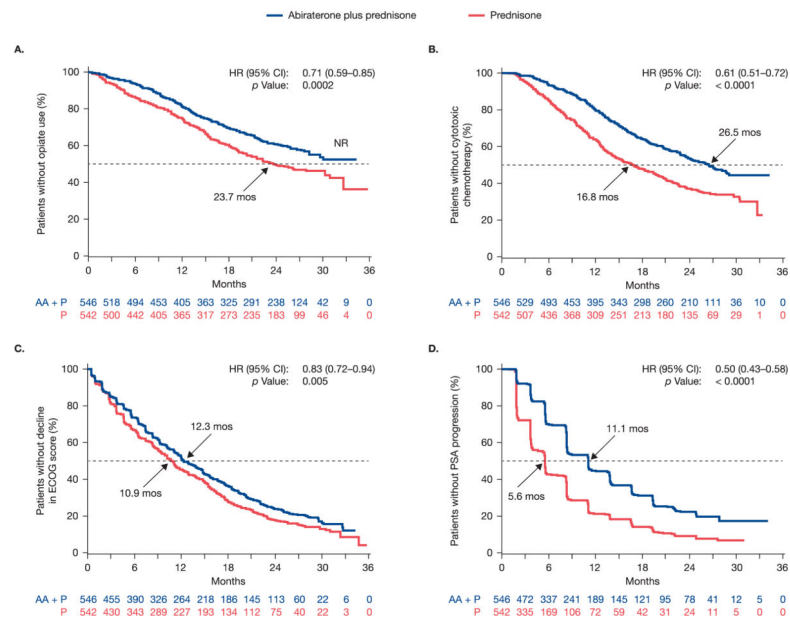 Abiraterone plus prednisone Prednisone
A.
HR (95% CI): 0.71 (0.59–0.85)
p Value: 0.0002
Patients without opiate use (%)
100
80
60
40
20
0
NR
23.7 mos
0 6 12 18 24 30 36
Months
AA + P 546 518 494 453 405 363 325 291 238 124 42 9 0
P 542 500 442 405 365 317 273 235 183 99 46 4 0
B.
HR (95% CI): 0.61 (0.51–0.72)
p Value: < 0.0001
Patients without cytotoxic
chemotherapy (%)
100
80
60
40
20
0
26.5 mos
16.8 mos
0 6 12 18 24 30 36
Months
546 529 493 453 395 343 298 260 210 111 36 10 0
542 507 436 368 309 251 213 180 135 69 29 1 0
C.
HR (95% CI): 0.83 (0.72–0.94)
p Value: 0.005
Patients without decline
in ECOG score (%)
100
80
60
40
20
0
12.3 mos
10.9 mos
0 6 12 18 24 30 36
Months
AA + P 546 455 390 326 264 218 186 145 113 60 22 6 0
P 542 430 343 289 227 193 134 112 75 40 22 3 0
D.
HR (95% CI): 0.50 (0.43–0.58)
p Value: < 0.0001
Patients without PSA progression (%)
100
80
60
40
20
0
11.1 mos
5.6 mos
0 6 12 18 24 30 36
Months
546 472 337 241 189 145 121 95 78 41 12 5 0
542 335 169 106 72 59 42 31 24 11 5 0 0